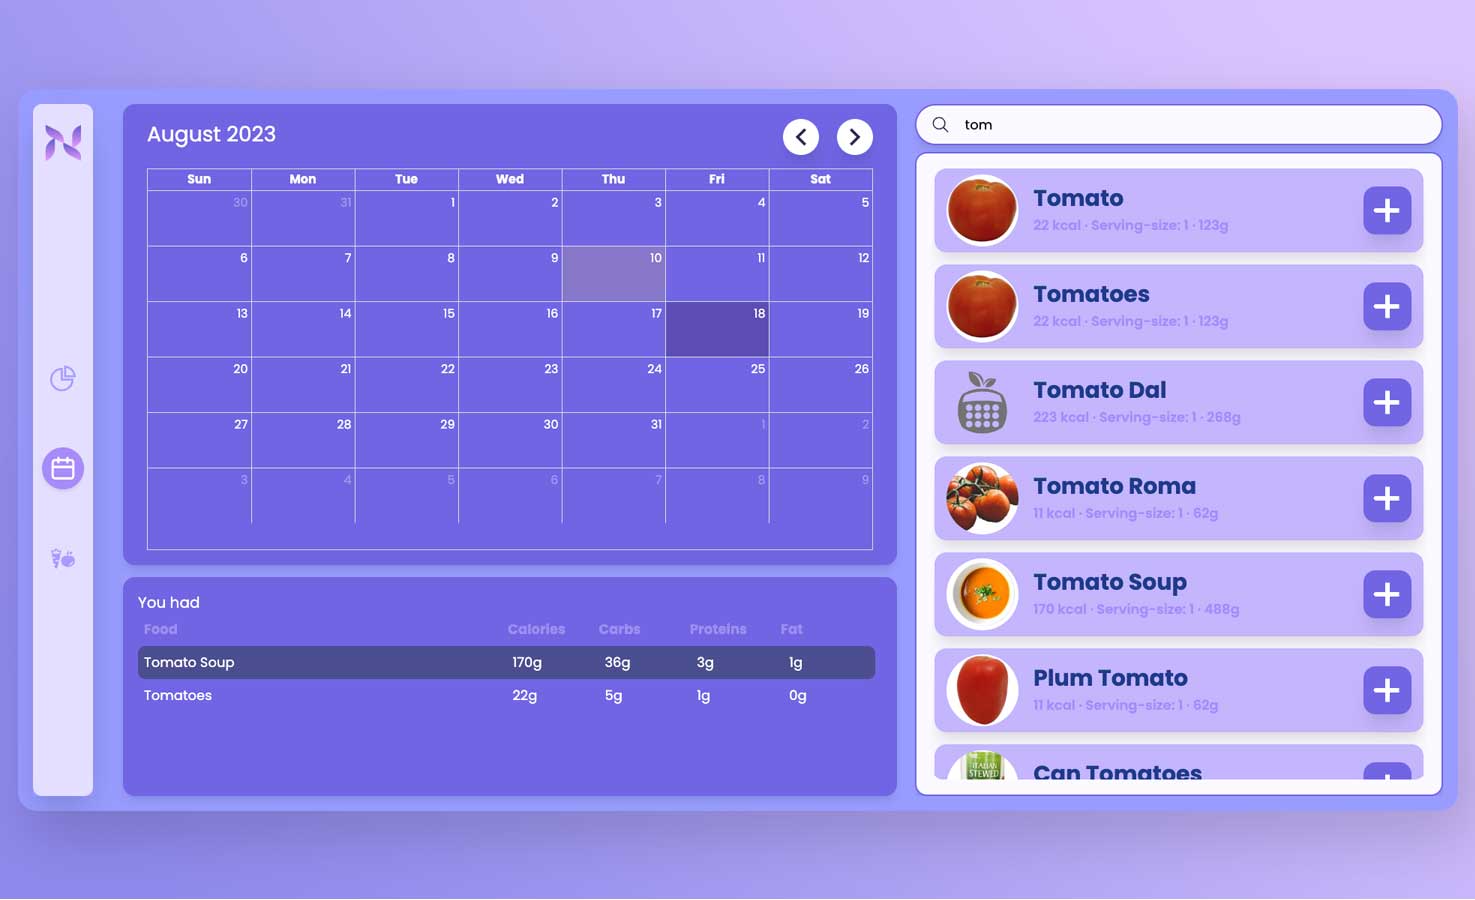 August 2023
Sun Mon Tue Wed Thu Fri Sat
30 31 1 2 3 4 5
6 7 8 9 10 11 12
13 14 15 16 17 18 19
20 21 22 23 24 25 26
27 28 29 30 31 1 2
3 4 5 6 7 8 9
You had
Food Calories Carbs Proteins Fat
Tomato Soup 170g 36g 3g 1g
Tomatoes 22g 5g 1g 0g
tom
Tomato
22 kcal · Serving-size: 1 · 123g
Tomatoes
22 kcal · Serving-size: 1 · 123g
Tomato Dal
223 kcal · Serving-size: 1 · 268g
Tomato Roma
11 kcal · Serving-size: 1 · 62g
Tomato Soup
170 kcal · Serving-size: 1 · 488g
Plum Tomato
11 kcal · Serving-size: 1 · 62g
ITALIAN
STEWED
Can Tomatoes